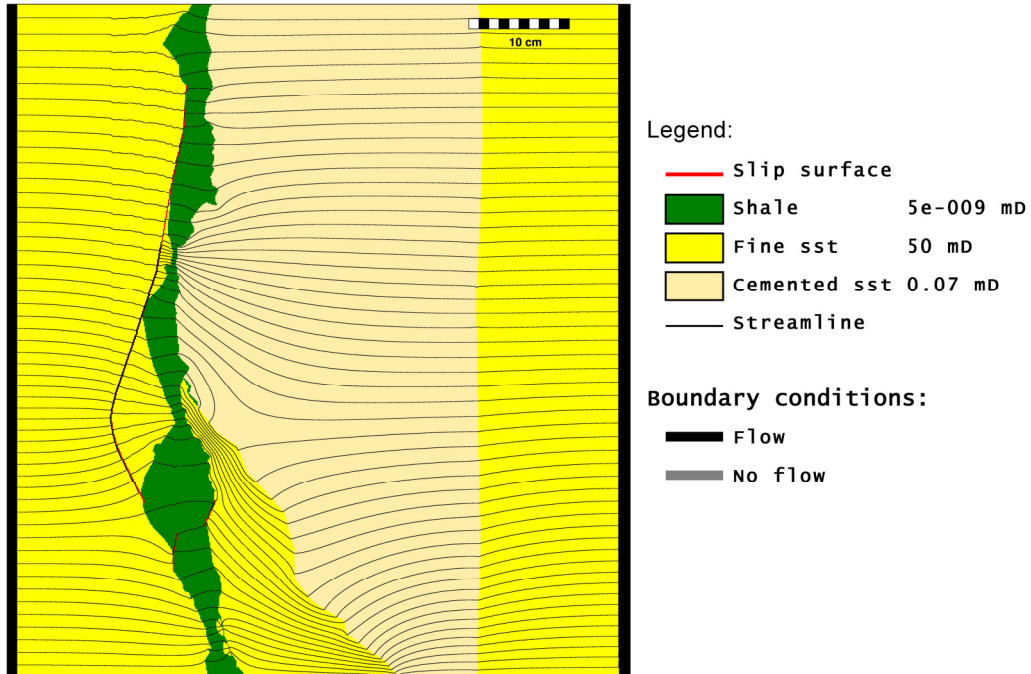 10 cm
Legend:
Slip surface
Shale 5e-009 mD
Fine sst 50 mD
Cemented sst 0.07 mD
Streamline
Boundary conditions:
Flow
No flow